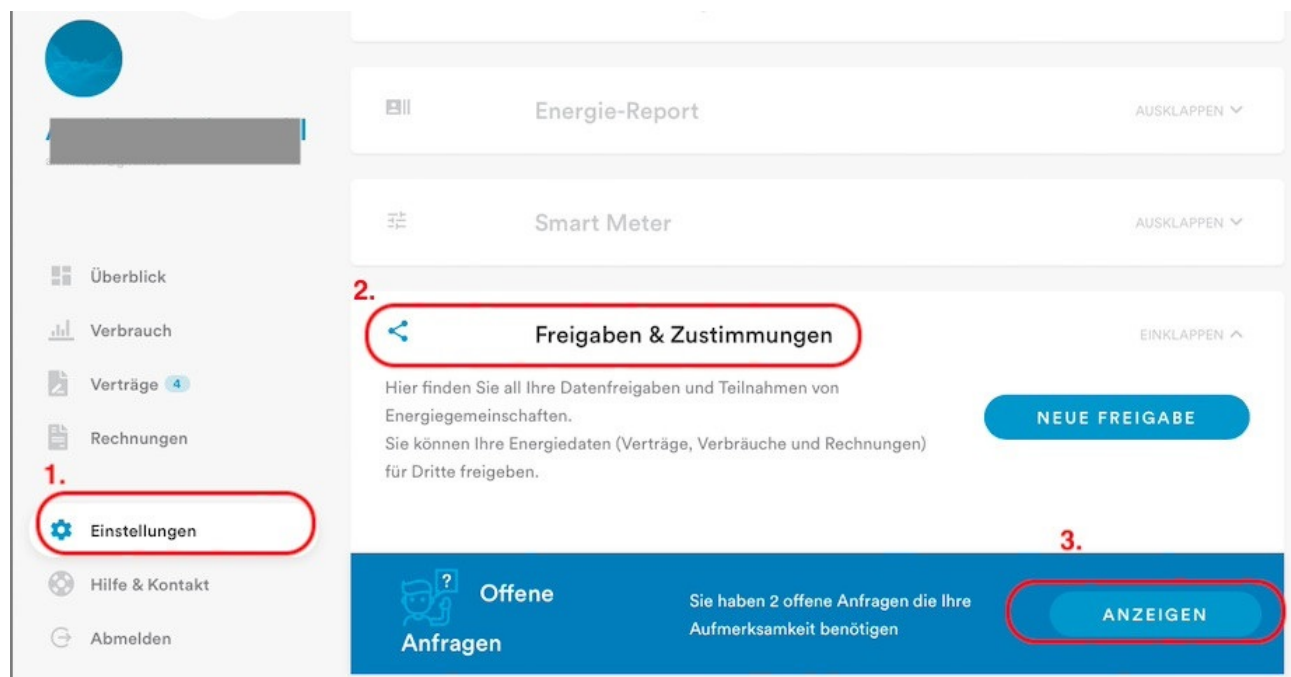 Energie-Report
AUSKLAPPEN
Smart Meter
AUSKLAPPEN
Überblick
Verbrauch
Verträge 4
Rechnungen
1.
Einstellungen
Hilfe & Kontakt
Abmelden
2.
Freigaben & Zustimmungen
EINKLAPPEN
Hier finden Sie all Ihre Datenfreigaben und Teilnahmen von
Energiegemeinschaften.
Sie können Ihre Energiedaten (Verträge, Verbräuche und Rechnungen)
für Dritte freigeben.
NEUE FREIGABE
3.
?
Offene
Anfragen
Sie haben 2 offene Anfragen die Ihre
Aufmerksamkeit benötigen
ANZEIGEN